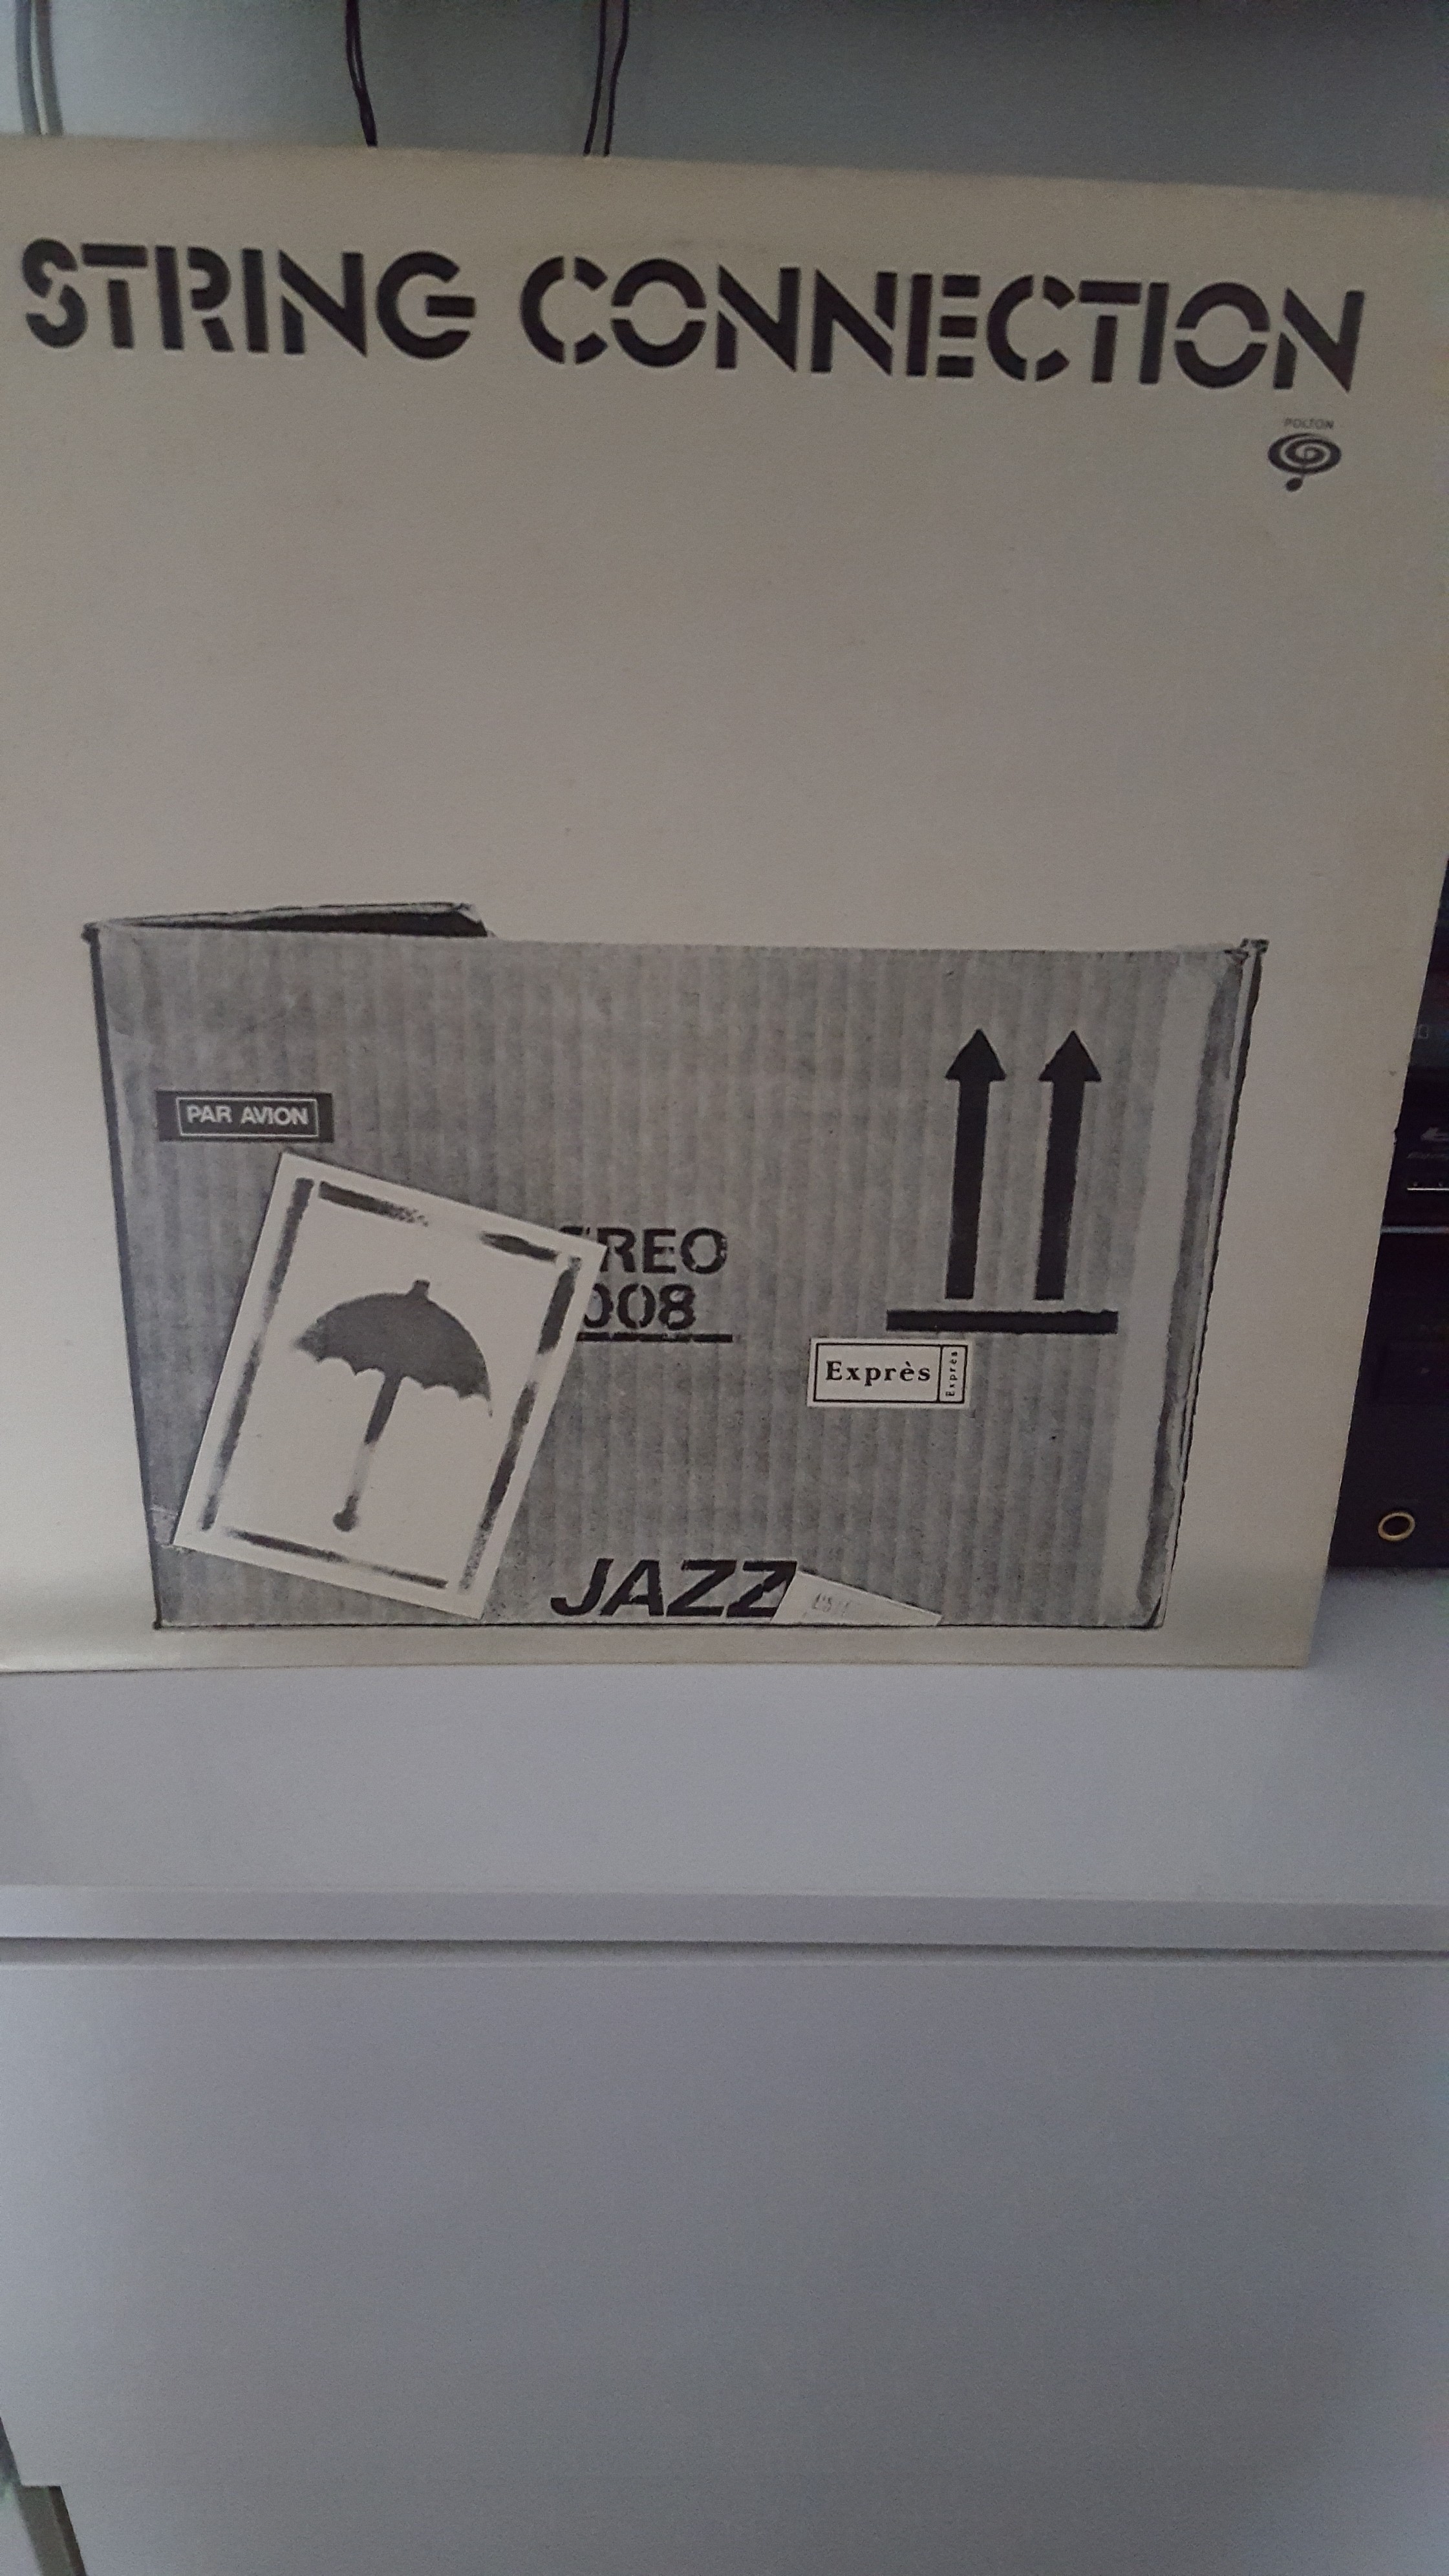 STRING CONNECTION
POLTON
PAR AVION
REO
008
Exprès
Exprès
JAZZ